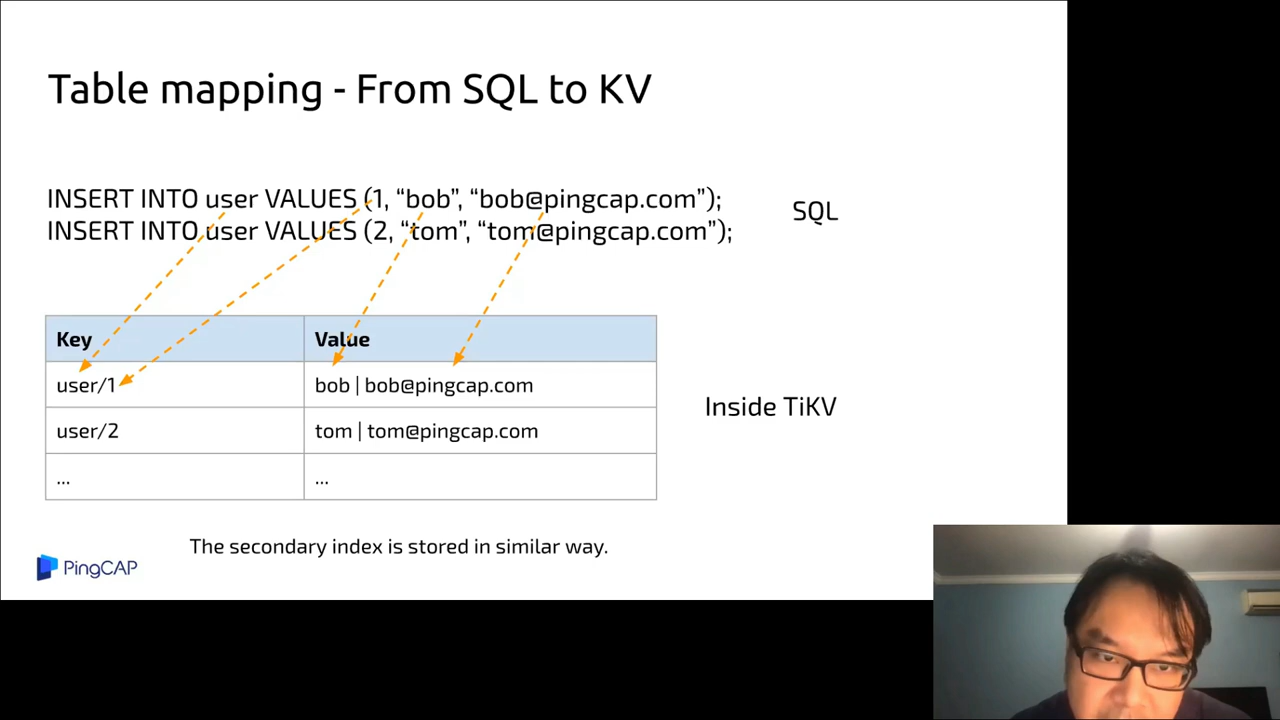 Table mapping - From SQL to KV
INSERT INTO user VALUES (1, “bob”, “bob@pingcap.com”);
INSERT INTO user VALUES (2, “tom”, “tom@pingcap.com”);
SQL
Key Value
user/1 bob | bob@pingcap.com
user/2 tom | tom@pingcap.com
... ...
Inside TiKV
The secondary index is stored in similar way.
PingCAP